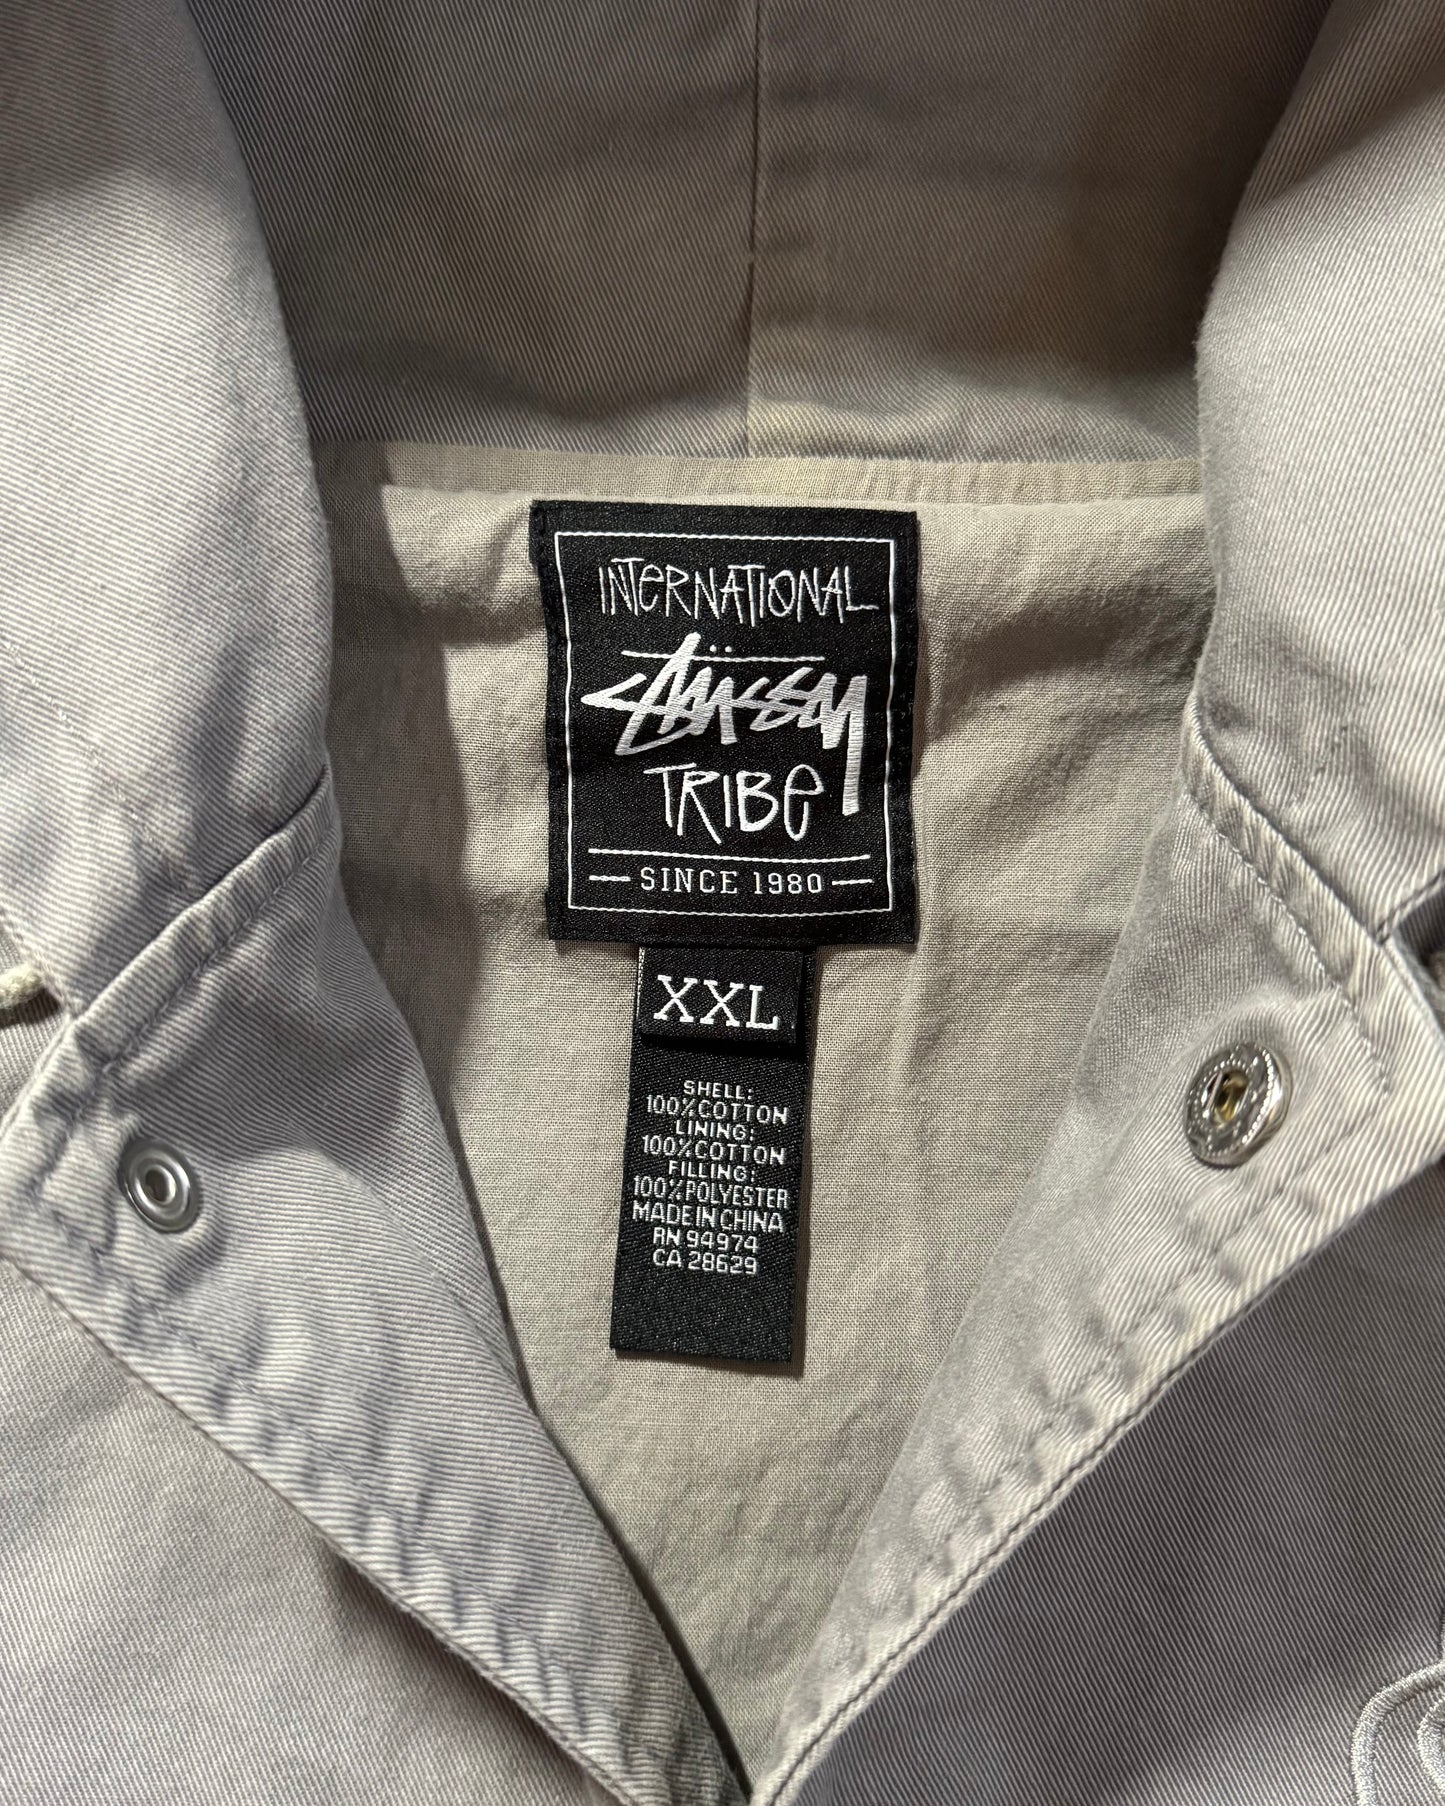 INTERNATIONAL
STÜSSY
TRIBE
SINCE 1980
XXL
SHELL:
100%COTTON
LINING:
100%COTTON
FILLING:
100%POLYESTER
MADE IN CHINA
RN 94974
CA 28629